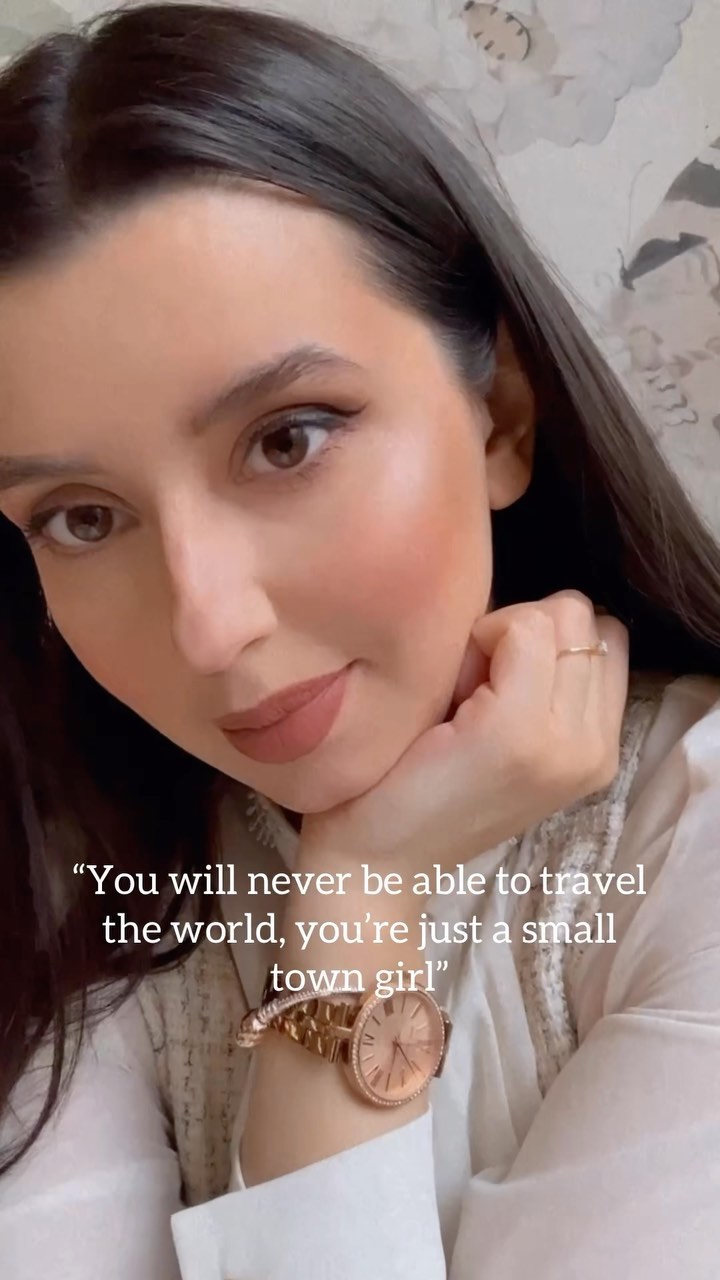 “You will never be able to travel
the world, you’re just a small
town girl”